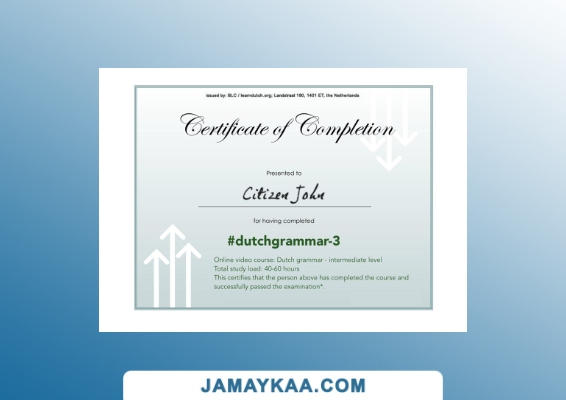 issued by: BLC / learndutch.org; Landstraat 100, 1401 ET, the Netherlands
Certificate of Completion
Presented to
Citizen John
for having completed
#dutchgrammar-3
Online video course: Dutch grammar - intermediate level
Total study load: 40-60 hours
This certifies that the person above has completed the course and
successfully passed the examination*.
JAMAYKAA.COM